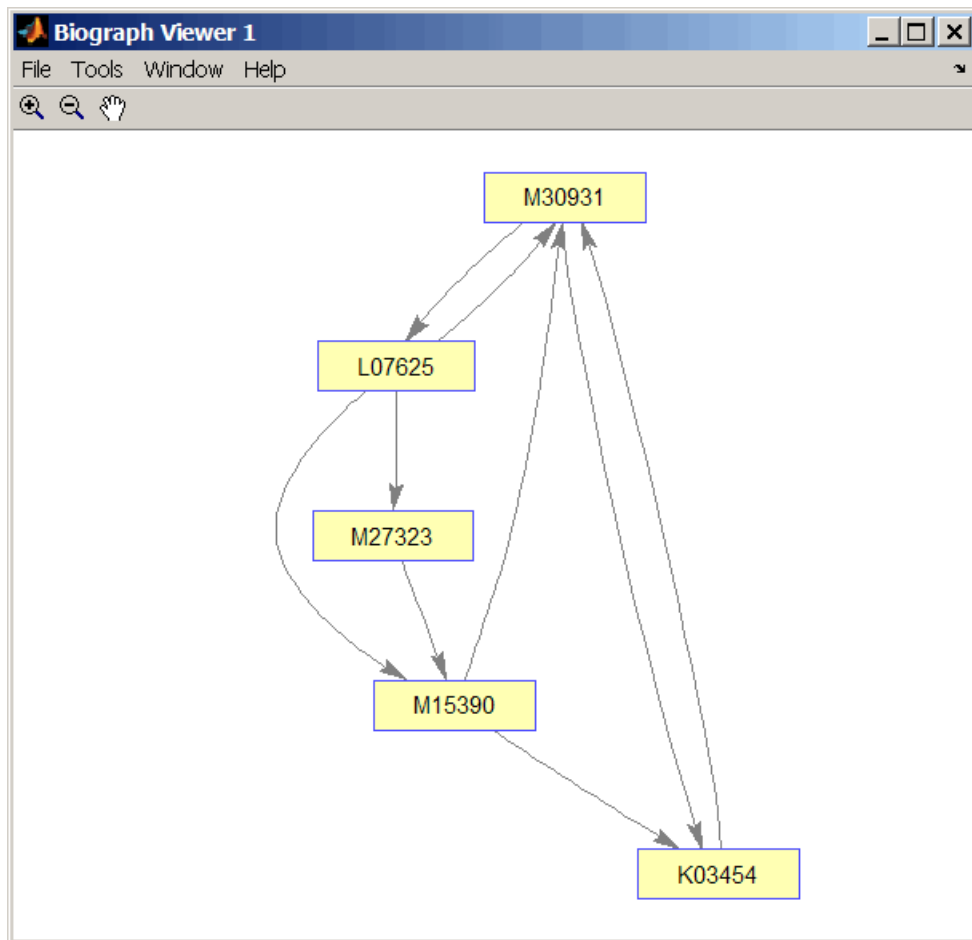 Biograph Viewer 1
File Tools Window Help
M30931
L07625
M27323
M15390
K03454